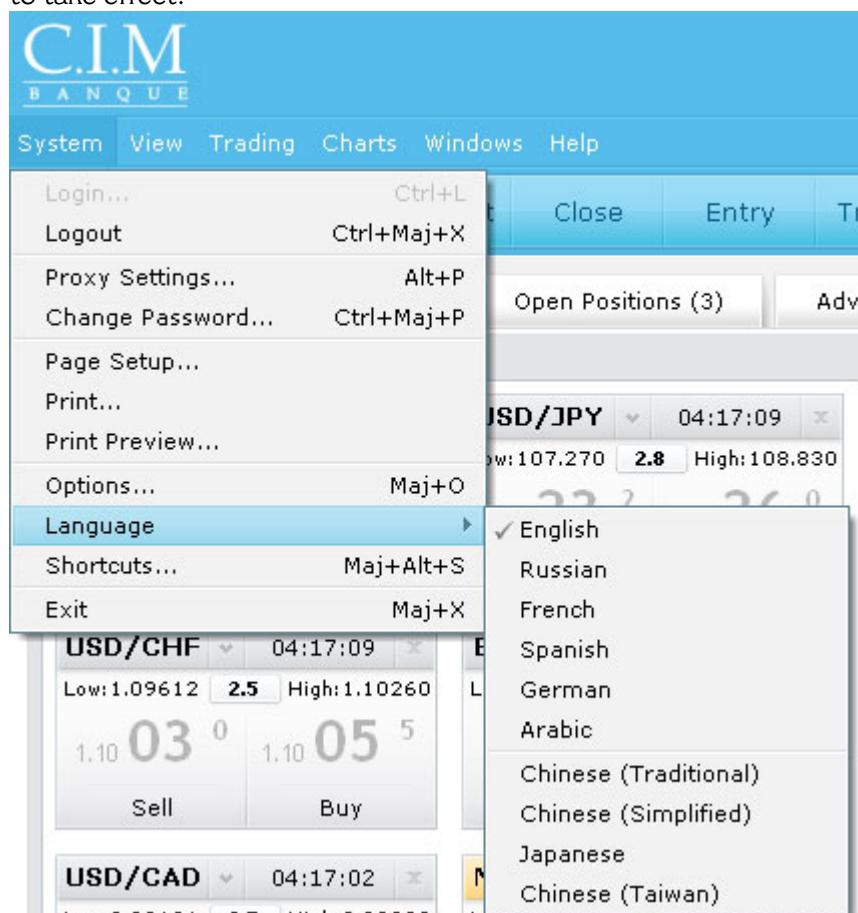 to take effect.
C.I.M
BANQUE
System View Trading Charts Windows Help
Login... Ctrl+L
Logout Ctrl+Maj+X
Proxy Settings... Alt+P
Change Password... Ctrl+Maj+P
Page Setup...
Print...
Print Preview...
Options... Maj+O
Language
Shortcuts... Maj+Alt+S
Exit Maj+X
Close Entry
Open Positions (3)
USD/JPY 04:17:09
107.270 2.8 High:108.830
English
Russian
French
Spanish
German
Arabic
Chinese (Traditional)
Chinese (Simplified)
Japanese
Chinese (Taiwan)
USD/CHF 04:17:09
Low:1.09612 2.5 High:1.10260
1.10 03 0 1.10 05 5
Sell Buy
USD/CAD 04:17:02